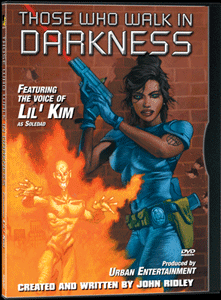 THOSE WHO WALK IN
DARKNESS
FEATURING
THE VOICE OF
LIL' KIM
AS SOLEDAD
DVD
Produced by
URBAN ENTERTAINMENT
CREATED AND WRITTEN BY JOHN RIDLEY